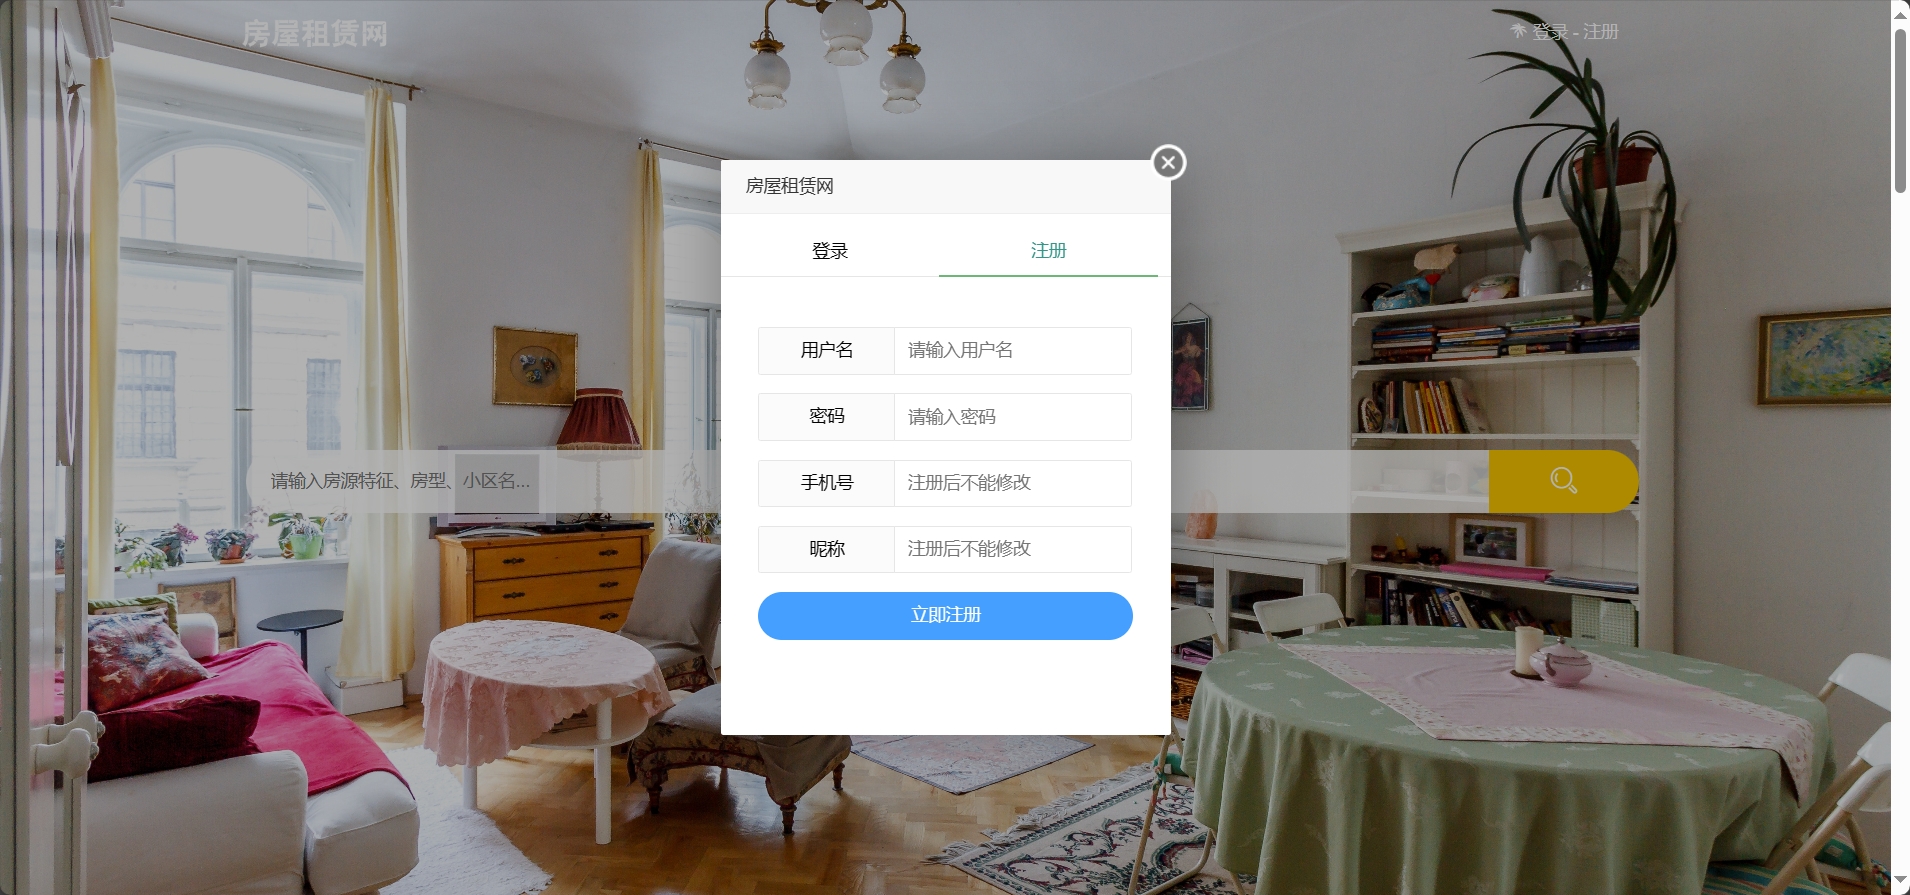 房屋租赁网
登录 - 注册
房屋租赁网
登录
注册
用户名
请输入用户名
密码
请输入密码
手机号
注册后不能修改
昵称
注册后不能修改
立即注册
请输入房源特征、房型、小区名...